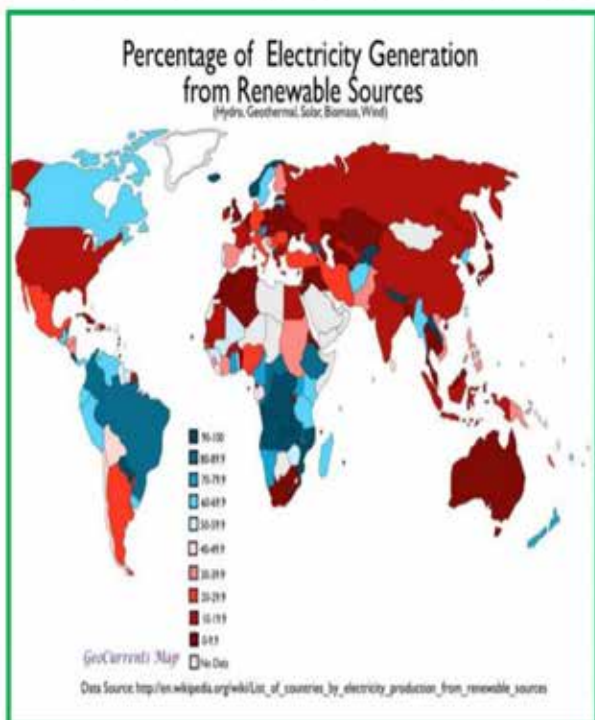 Percentage of Electricity Generation
from Renewable Sources
(Hydro, Geothermal, Solar, Biomass, Wind)
90-100
80-89.9
70-79.9
60-69.9
50-59.9
40-49.9
30-39.9
20-29.9
10-19.9
0-9.9
No Data
GeoCurrents Map
Data Source: http://en.wikipedia.org/wiki/List_of_countries_by_electricity_production_from_renewable_sources